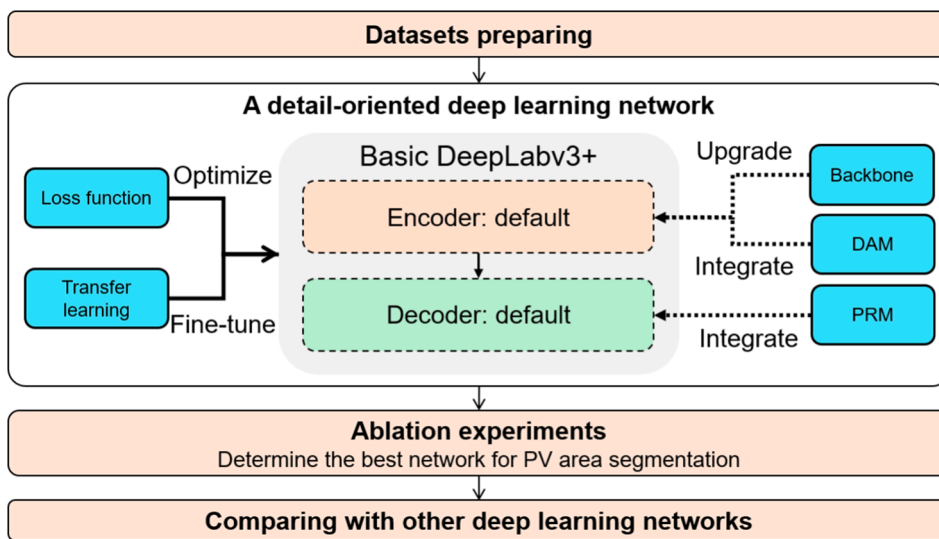 Datasets preparing
A detail-oriented deep learning network
Basic DeepLabv3+
Upgrade
Backbone
Optimize
Loss function
Encoder: default
DAM
Integrate
Transfer
learning
Fine-tune
Decoder: default
PRM
Integrate
Ablation experiments
Determine the best network for PV area segmentation
Comparing with other deep learning networks